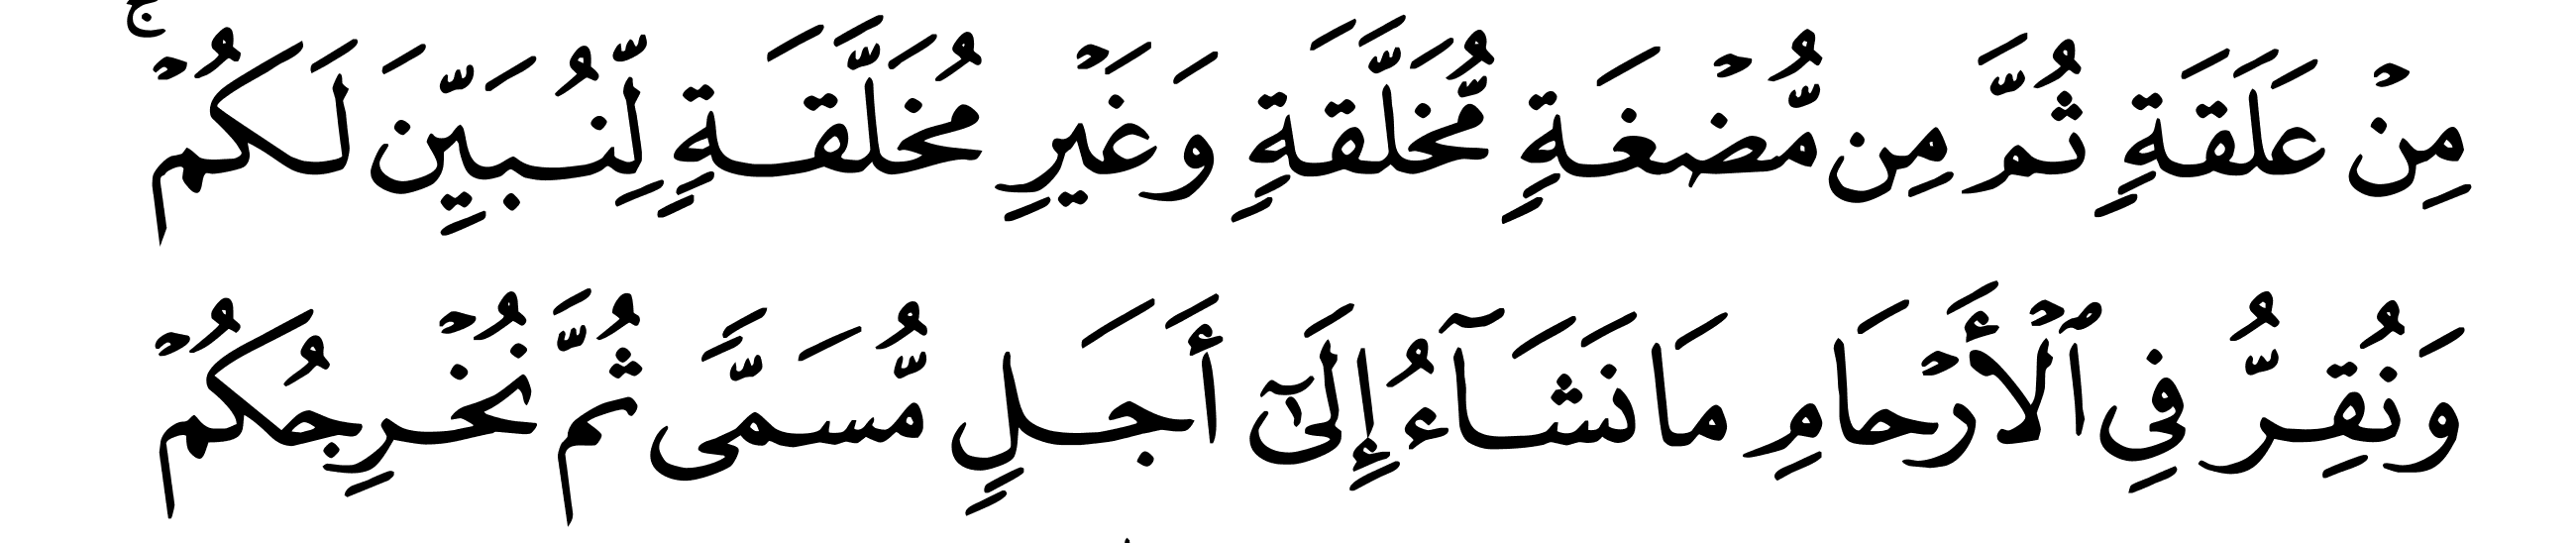 مِنۡ عَلَقَةٖ ثُمَّ مِن مُّضۡغَةٖ مُّخَلَّقَةٖ وَغَيۡرِ مُخَلَّقَةٖ لِّنُبَيِّنَ لَكُمۡۚ
وَنُقِرُّ فِي ٱلۡأَرۡحَامِ مَا نَشَآءُ إِلَىٰٓ أَجَلٖ مُّسَمّٗى ثُمَّ نُخۡرِجُكُمۡ